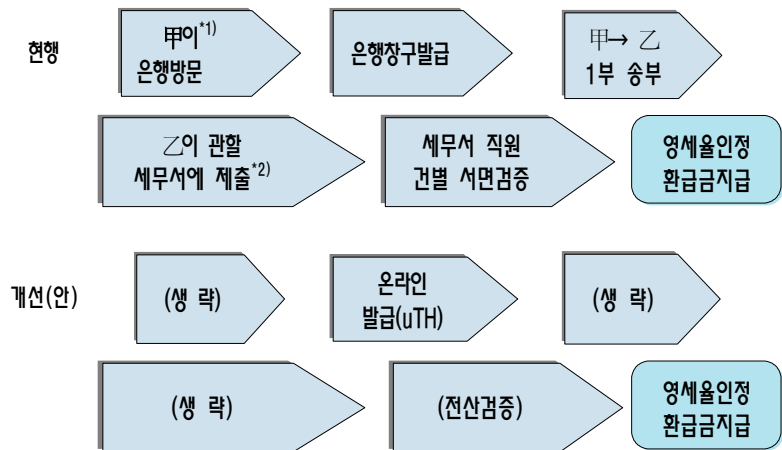 현행
甲이*1)
은행방문
은행창구발급
甲→ 乙
1부 송부
乙이 관할
세무서에 제출*2)
세무서 직원
건별 서면검증
영세율인정
환급금지급
개선(안)
(생 략)
온라인
발급(uTH)
(생 략)
(생 략)
(전산검증)
영세율인정
환급금지급